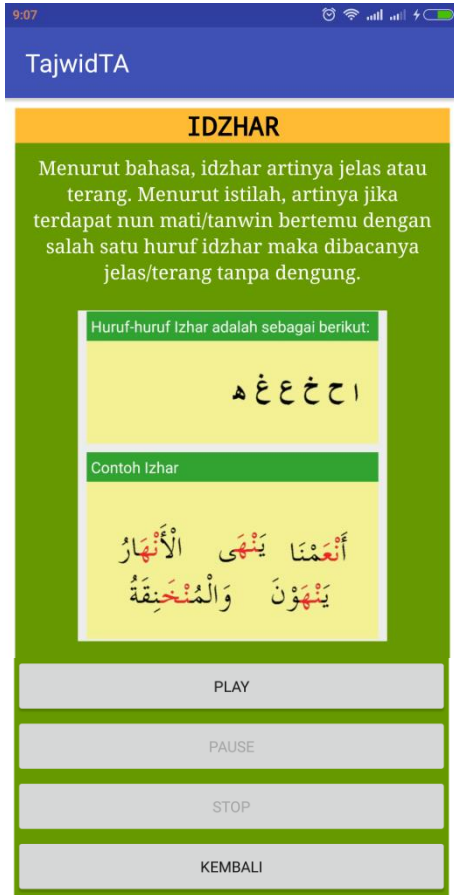 9:07
TajwidTA
IDZHAR
Menurut bahasa, idzhar artinya jelas atau
terang. Menurut istilah, artinya jika
terdapat nun mati/tanwin bertemu dengan
salah satu huruf idzhar maka dibacanya
jelas/terang tanpa dengung.
Huruf-huruf Izhar adalah sebagai berikut:
ا ح خ ع غ ه
Contoh Izhar
أَنْعَمْنَا يَنْهَى الْأَنْهَارُ
يَنْهَوْنَ وَالْمُنْخَنِقَةُ
PLAY
PAUSE
STOP
KEMBALI